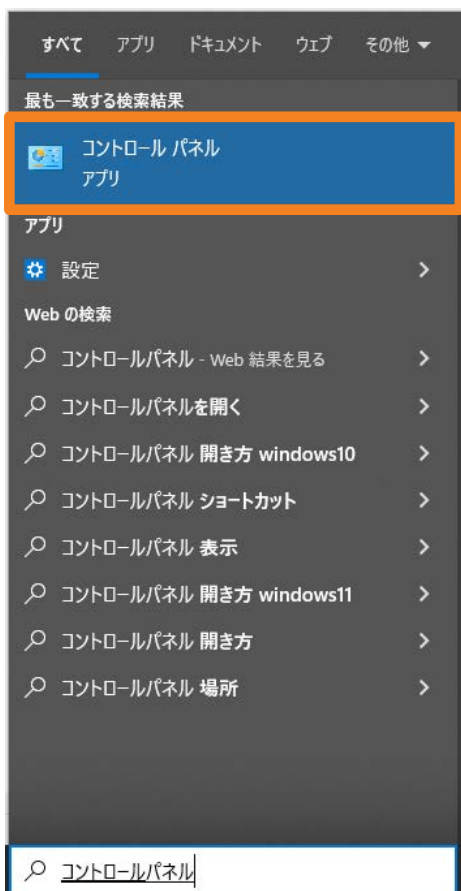 すべて アプリ ドキュメント ウェブ その他
最も一致する検索結果
コントロール パネル
アプリ
アプリ
設定
Web の検索
コントロールパネル - Web 結果を見る
コントロールパネルを開く
コントロールパネル 開き方 windows10
コントロールパネル ショートカット
コントロールパネル 表示
コントロールパネル 開き方 windows11
コントロールパネル 開き方
コントロールパネル 場所
コントロールパネル